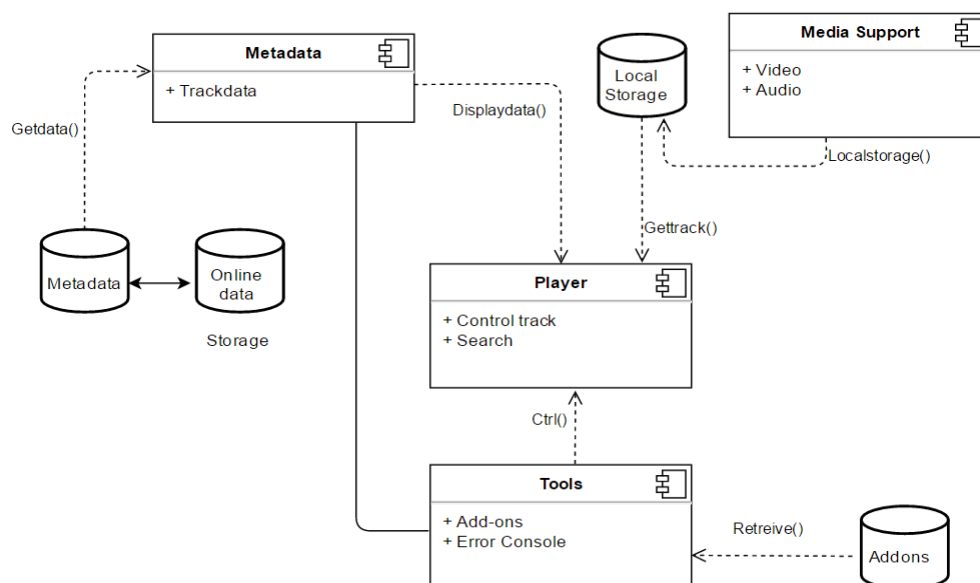 Media Support
Metadata
+ Video
+ Audio
Local
Storage
+ Trackdata
Displaydata()
Getdata()
Localstorage()
Gettrack()
Metadata
Online
data
Storage
Player
+ Control track
+ Search
Ctrl()
Tools
+ Add-ons
+ Error Console
Retreive()
Addons